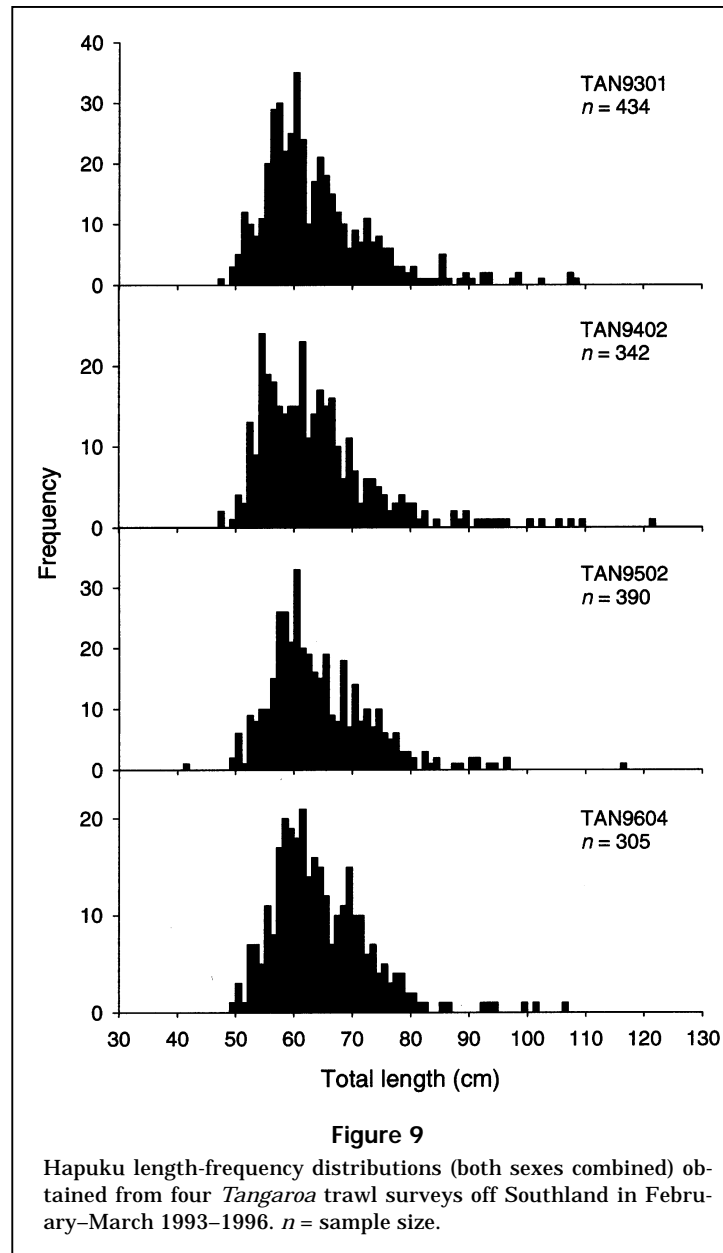 40
30
20
10
0
TAN9301
n = 434
20
10
0
TAN9402
n = 342
Frequency
30
20
10
0
TAN9502
n = 390
20
10
0
TAN9604
n = 305
30 40 50 60 70 80 90 100 110 120 130
Total length (cm)
Figure 9
Hapuku length-frequency distributions (both sexes combined) ob-
tained from four Tangaroa trawl surveys off Southland in Febru-
ary–March 1993–1996. n = sample size.